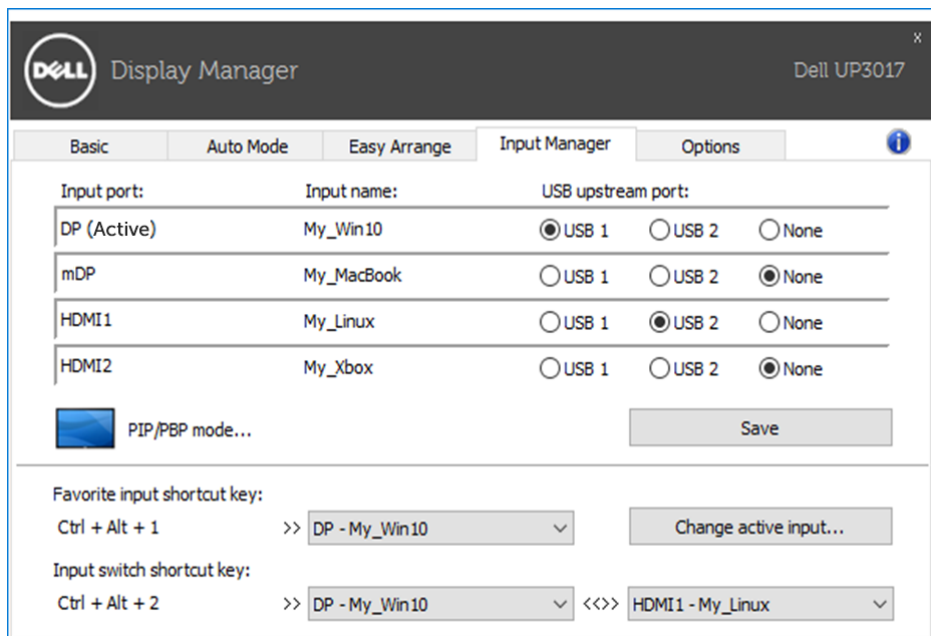 DELL Display Manager Dell UP3017 x
Basic Auto Mode Easy Arrange Input Manager Options i
Input port: Input name: USB upstream port:
DP (Active) My_Win10 USB 1 USB 2 None
mDP My_MacBook USB 1 USB 2 None
HDMI1 My_Linux USB 1 USB 2 None
HDMI2 My_Xbox USB 1 USB 2 None
PIP/PBP mode... Save
Favorite input shortcut key:
Ctrl + Alt + 1 >> DP - My_Win10 Change active input...
Input switch shortcut key:
Ctrl + Alt + 2 >> DP - My_Win10 <<>> HDMI1 - My_Linux